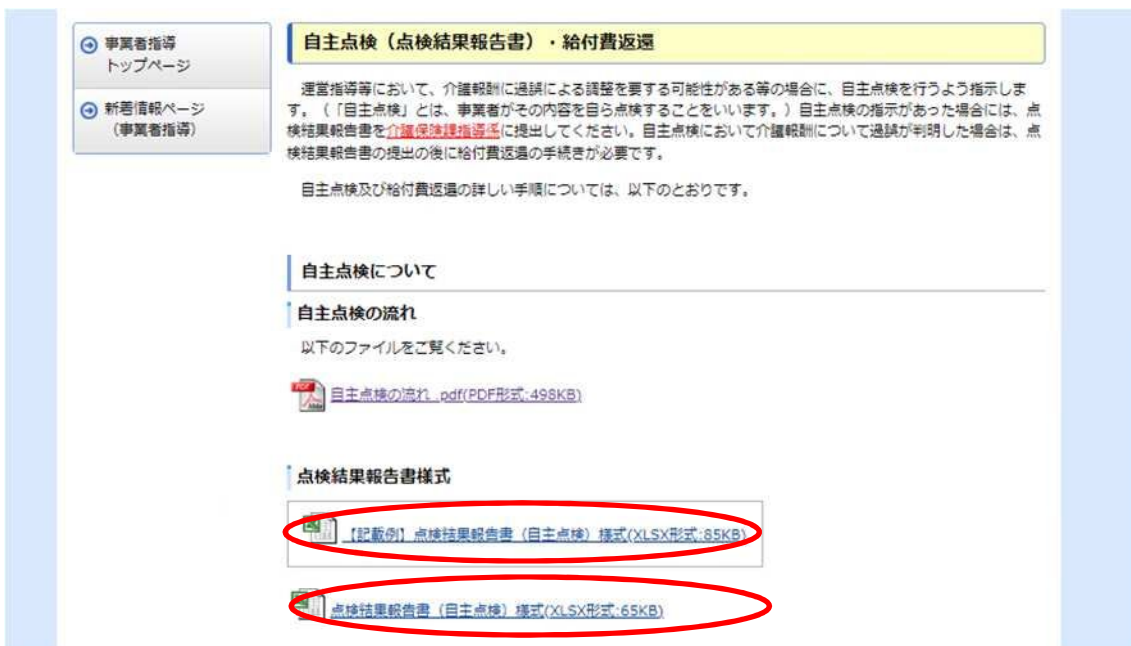 事業者指導
トップページ
新着情報ページ
（事業者指導）
自主点検（点検結果報告書）・給付費返還
運営指導等において、介護報酬に過誤による調整を要する可能性がある等の場合に、自主点検を行うよう指示しま
す。（「自主点検」とは、事業者がその内容を自ら点検することをいいます。）自主点検の指示があった場合には、点
検結果報告書を介護保険課指導係に提出してください。自主点検において介護報酬について過誤が判明した場合は、点
検結果報告書の提出の後に給付費返還の手続きが必要です。
自主点検及び給付費返還の詳しい手順については、以下のとおりです。
自主点検について
自主点検の流れ
以下のファイルをご覧ください。
PDF
自主点検の流れ .pdf(PDF形式:498KB)
点検結果報告書様式
【記載例】点検結果報告書（自主点検）様式(XLSX形式:85KB)
点検結果報告書（自主点検）様式(XLSX形式:65KB)